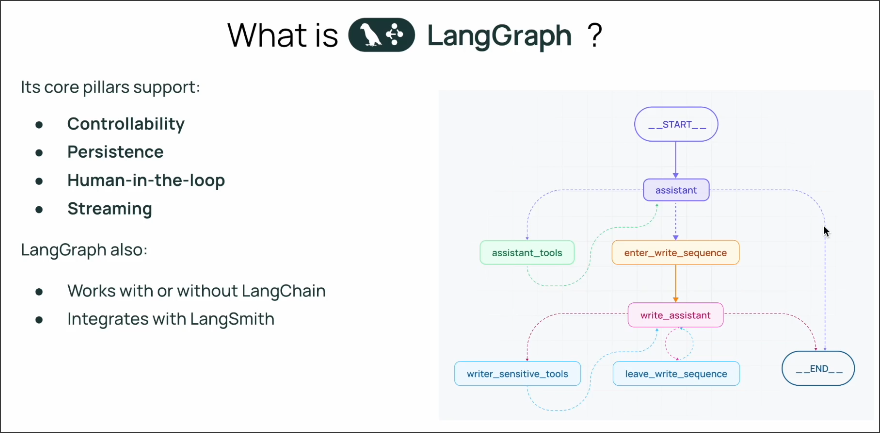 What is LangGraph ?
Its core pillars support:
● Controllability
● Persistence
● Human-in-the-loop
● Streaming
LangGraph also:
● Works with or without LangChain
● Integrates with LangSmith
__START__
assistant
assistant_tools
enter_write_sequence
write_assistant
writer_sensitive_tools
leave_write_sequence
__END__